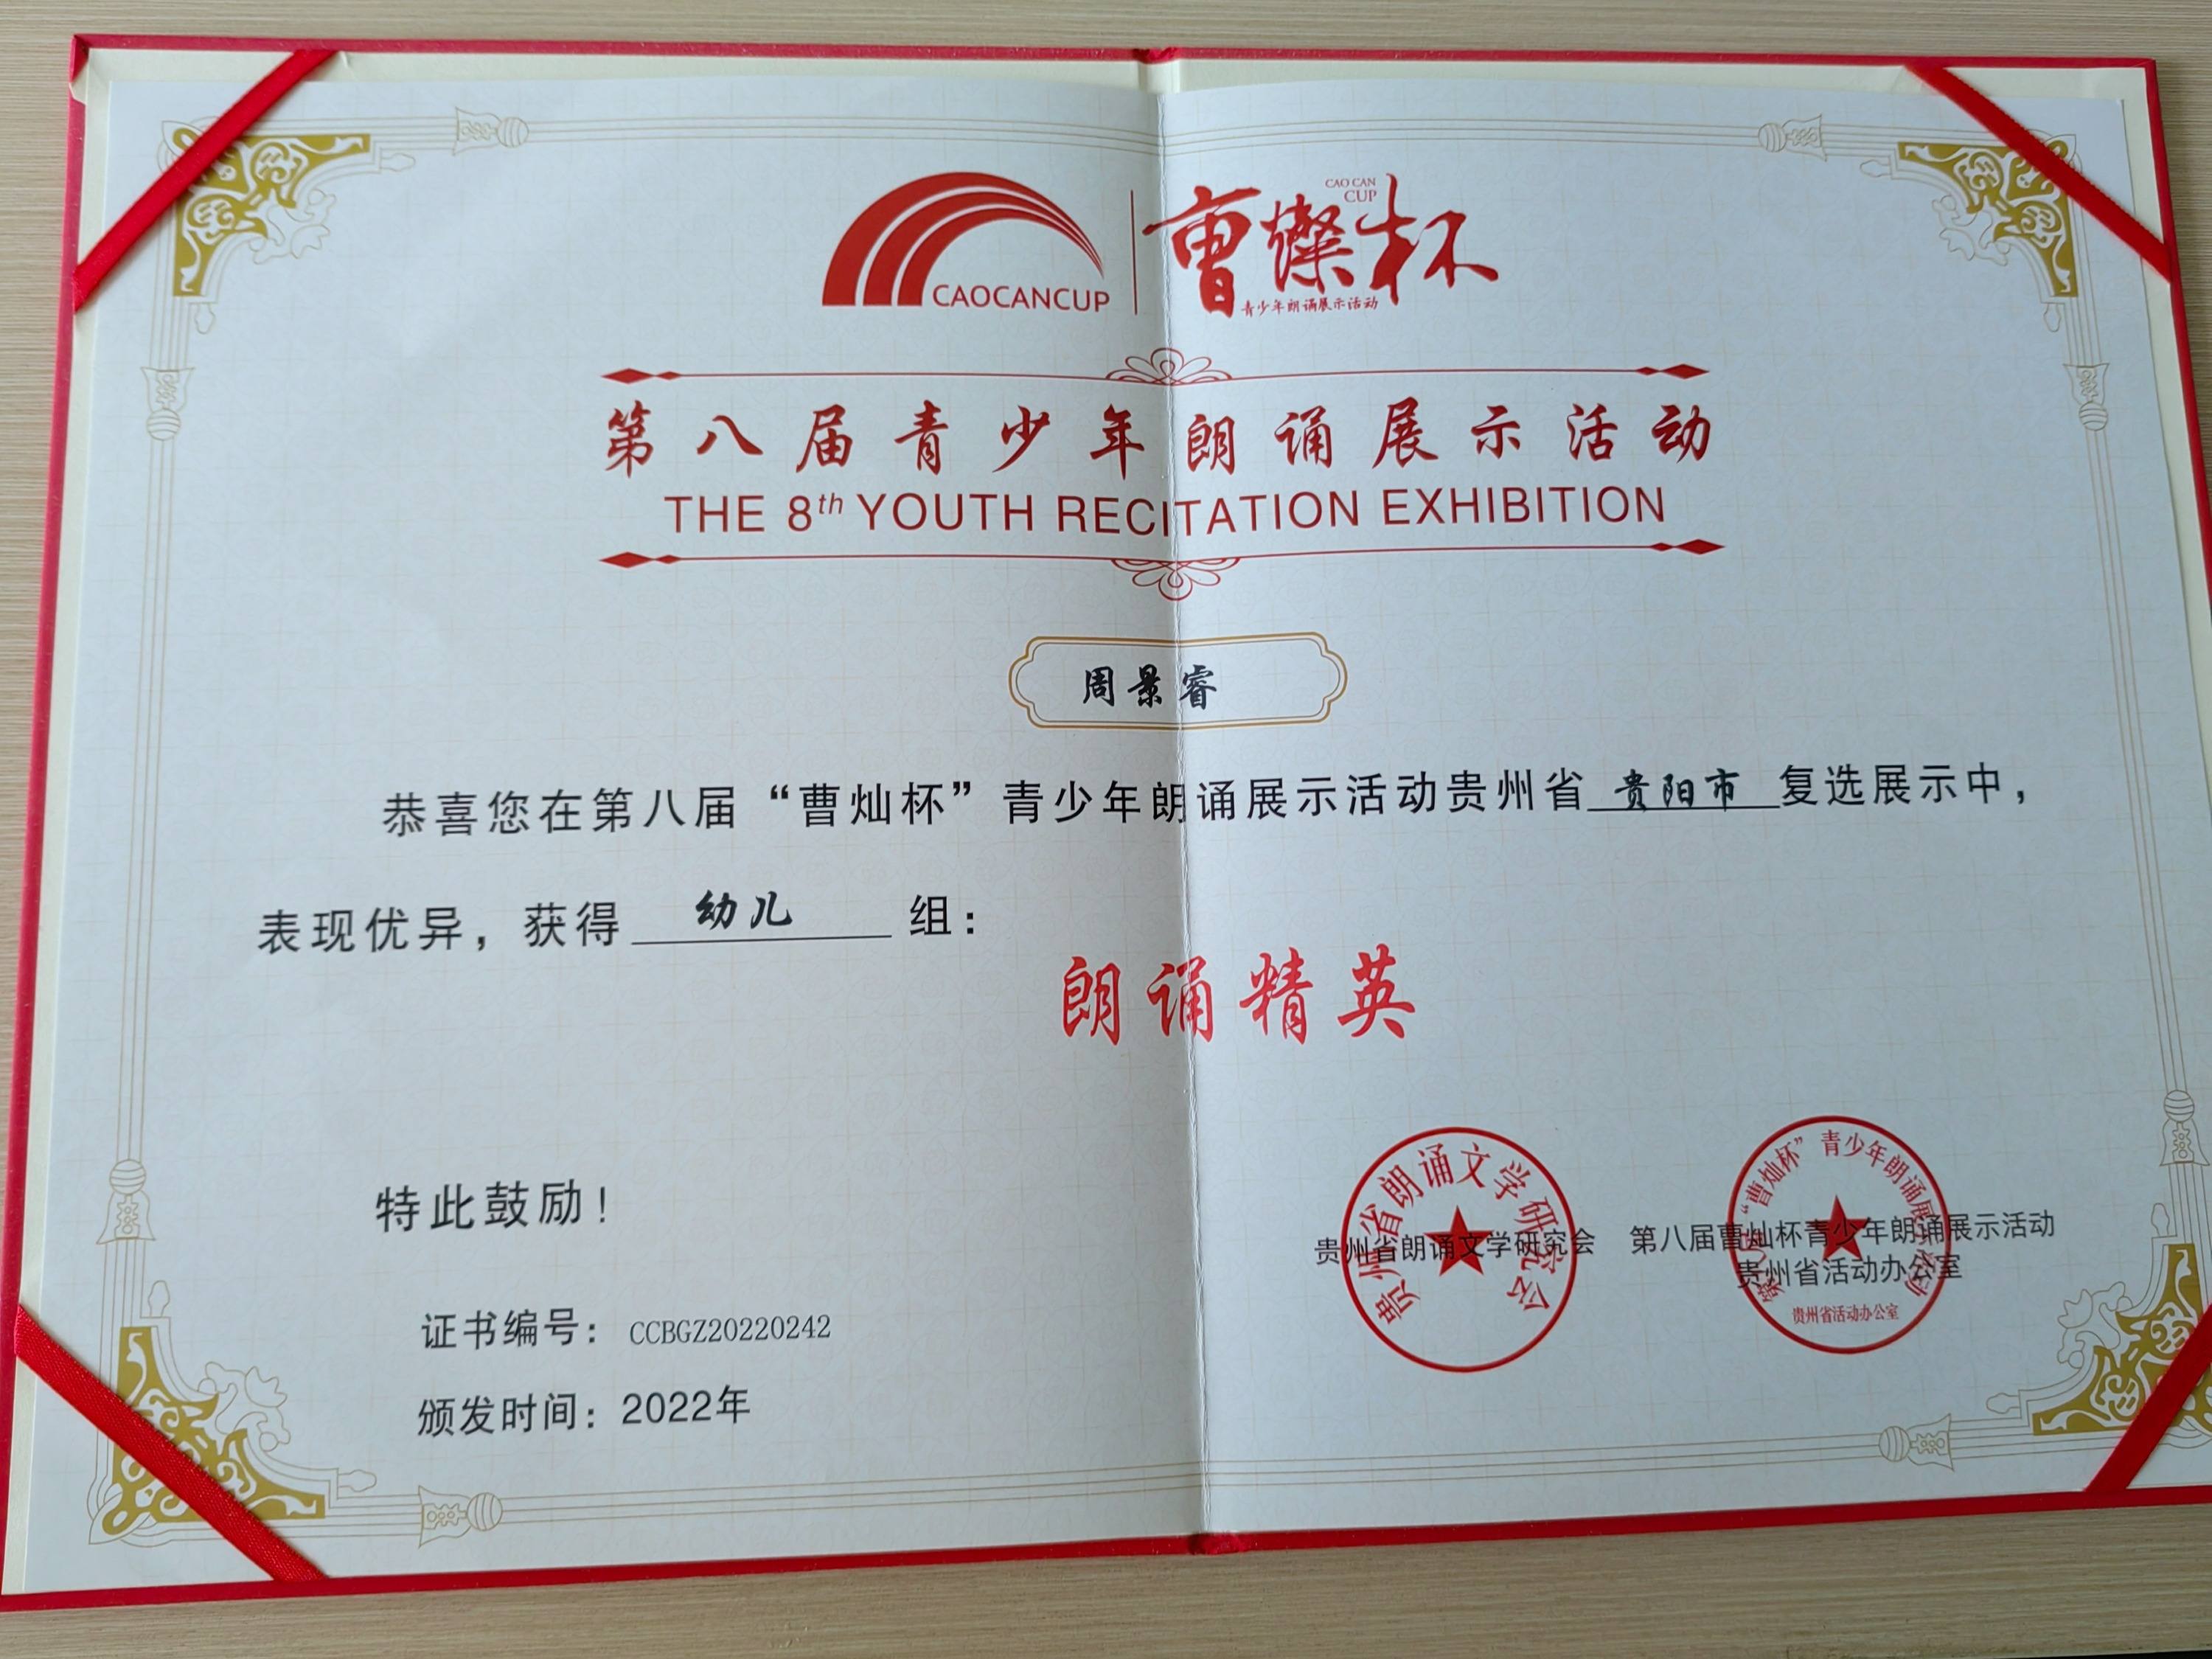 CAOCANCUP
曹燦杯
CAO CAN
CUP
青少年朗诵展示活动
第八届青少年朗诵展示活动
THE 8th YOUTH RECITATION EXHIBITION
周景睿
恭喜您在第八届“曹灿杯”青少年朗诵展示活动贵州省 贵阳市 复选展示中，
表现优异，获得 幼儿 组：
朗诵精英
特此鼓励！
贵州省朗诵文学研究会
贵州省朗诵文学研究会
第八届“曹灿杯”青少年朗诵展示活动
第八届曹灿杯青少年朗诵展示活动
贵州省活动办公室
贵州省活动办公室
证书编号： CCBGZ20220242
颁发时间：2022年